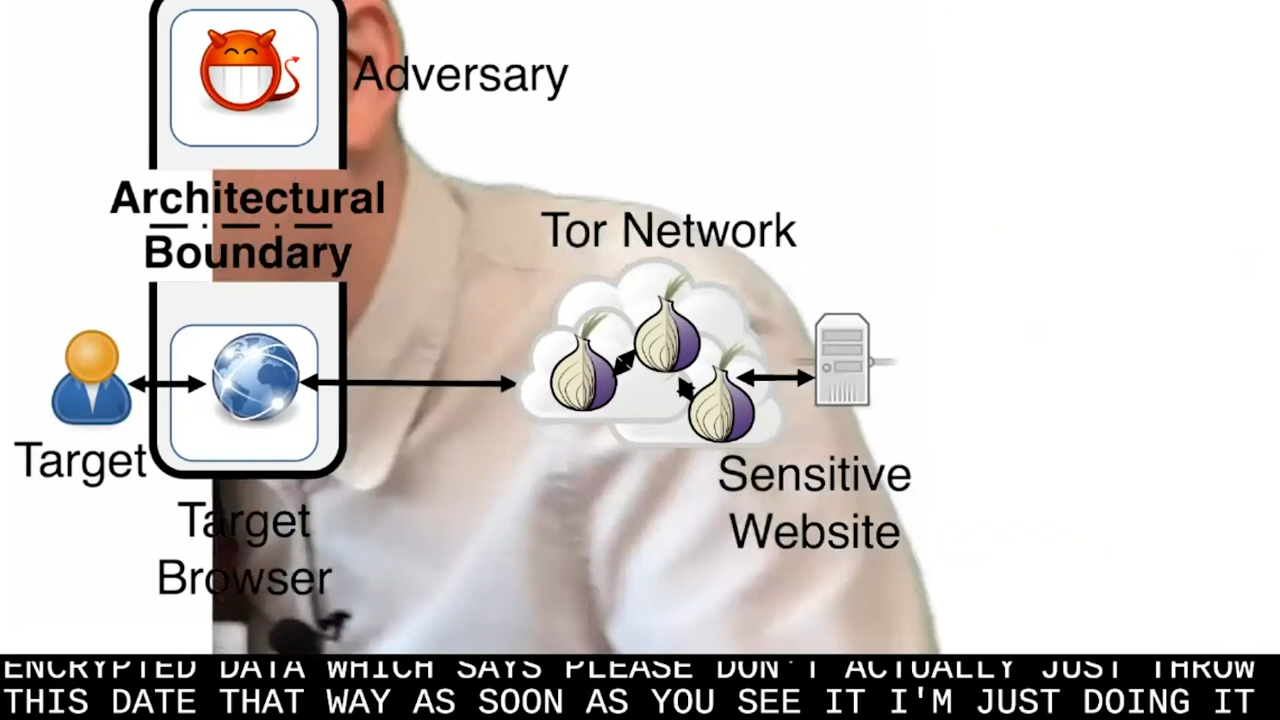 Adversary
Architectural
Boundary
Tor Network
Target
Sensitive
Website
Target
Browser
ENCRYPTED DATA WHICH SAYS PLEASE DON'T ACTUALLY JUST THROW
THIS DATE THAT WAY AS SOON AS YOU SEE IT I'M JUST DOING IT